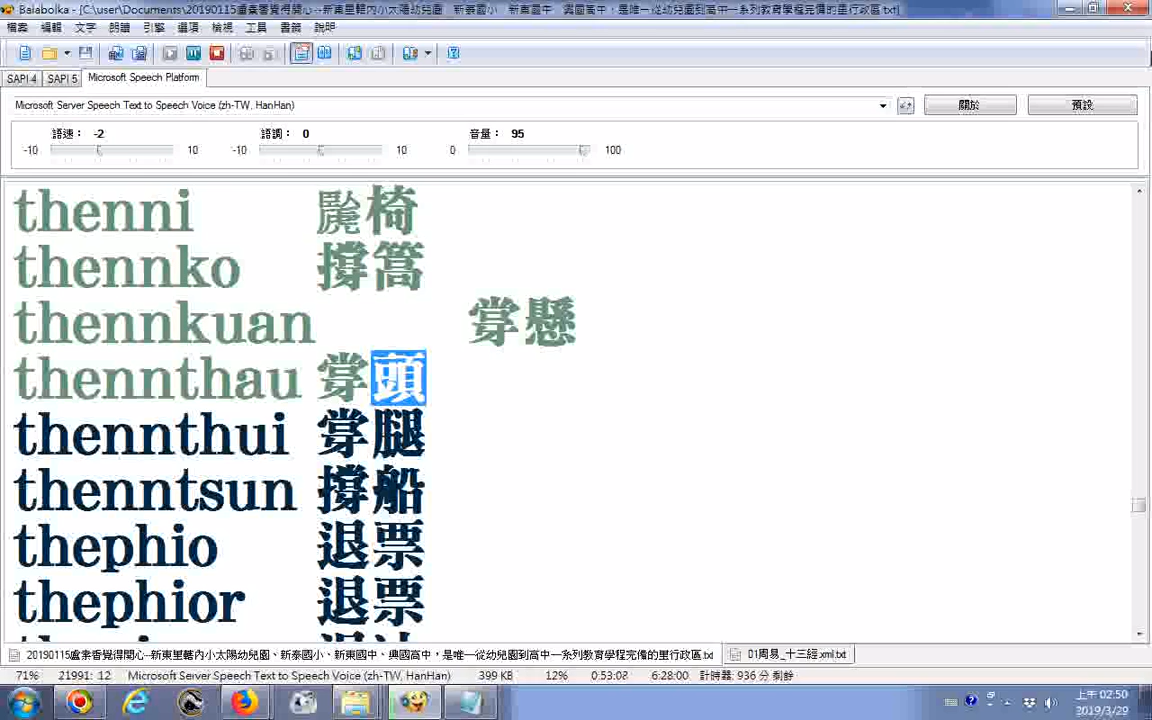 Balabolka - [C:\user\Documents\20190115盧秉香覺得開心--新東里轄內小太陽幼兒園、新泰國小、新東國中、興國高中，是唯一從幼兒園到高中一系列教育學程完備的里行政區.txt]
檔案 編輯 文字 朗讀 引擎 選項 檢視 工具 書籤 說明
SAPI 4 SAPI 5 Microsoft Speech Platform
Microsoft Server Speech Text to Speech Voice (zh-TW, HanHan) 關於 預設
語速： -2 語調： 0 音量： 95
-10 10 -10 10 0 100
thenni 椅
thennko 撐篙
thennkuan 懸
thennthau 頭
thennthui 腿
thenntsun 撐船
thephio 退票
thephior 退票
20190115盧秉香覺得開心--新東里轄內小太陽幼兒園、新泰國小、新東國中、興國高中，是唯一從幼兒園到高中一系列教育學程完備的里行政區.txt 01周易_十三經.xml.txt
71% 21991: 12 Microsoft Server Speech Text to Speech Voice (zh-TW, HanHan) 399 KB 12% 0:53:08 6:28:00 計時器: 936 分 剩餘
上午 02:50
2019/3/29